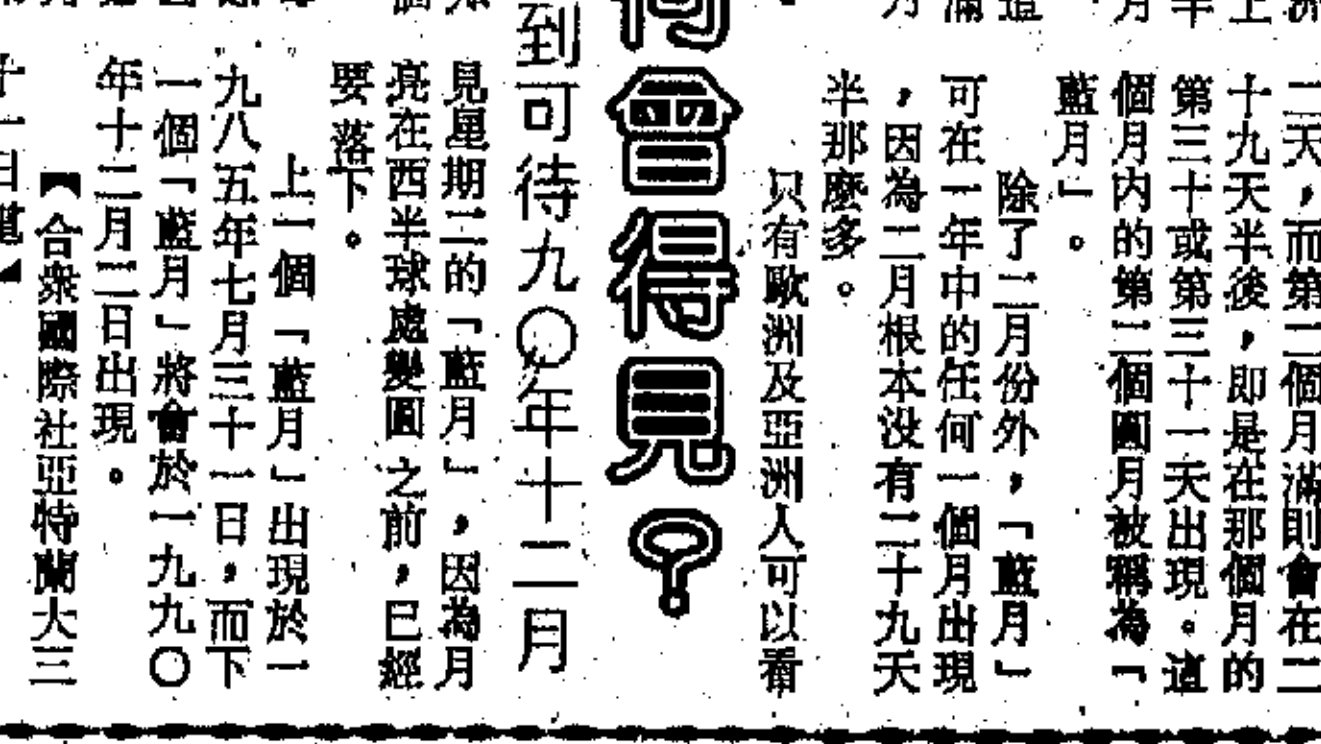 二天，而第二個月滿則會在二
十九天半後，即是在那個月的
第三十或第三十一天出現。這
個月内的第二個圓月被稱為「
藍月」。
除了二月份外，「藍月」
可在一年中的任何一個月出現
，因為二月根本没有二十九天
半那麼多。
只有歐洲及亞洲人可以看
會得見？
到可待九〇年十二月
見星期二的「藍月」，因為月
亮在西半球處變圓之前，已經
要落下。
上一個「藍月」出現於一
九八五年七月三十一日，而下
一個「藍月」將會於一九九〇
年十二月三日出現。
【合衆國際社亞特蘭大三
十一日電】